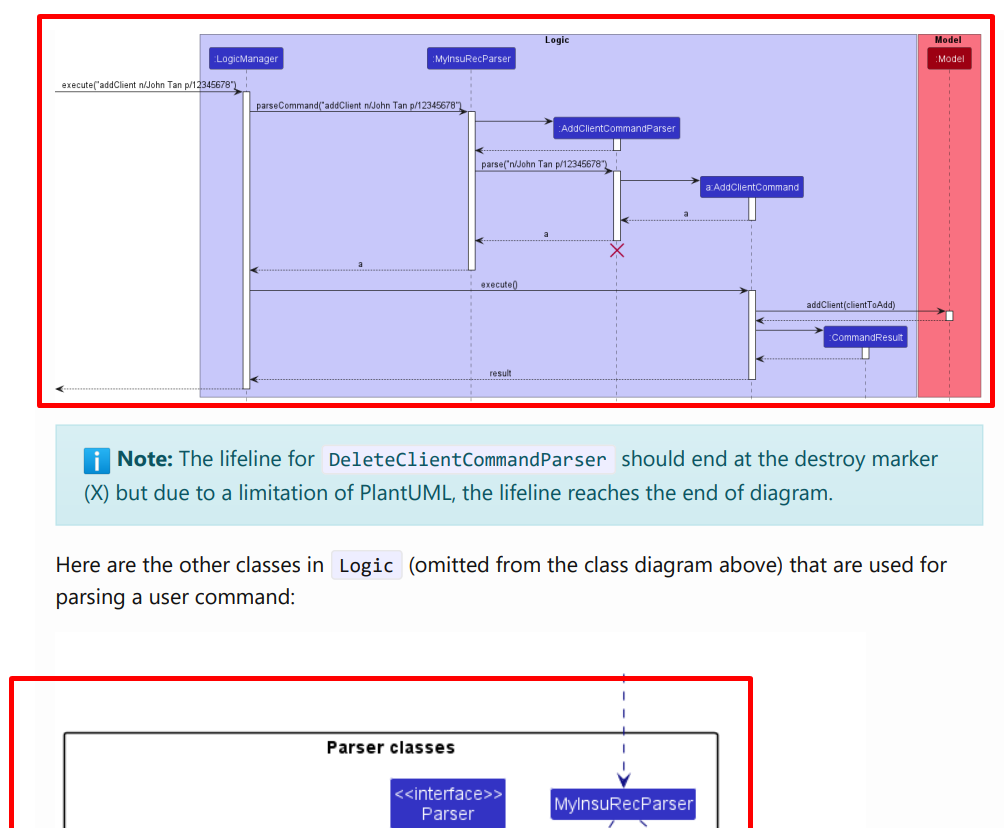 Logic
Model
:LogicManager
:MyInsuRecParser
:Model
execute("addClient n/John Tan p/12345678")
parseCommand("addClient n/John Tan p/12345678")
:AddClientCommandParser
parse("n/John Tan p/12345678")
a:AddClientCommand
a
a
a
execute()
addClient(clientToAdd)
:CommandResult
result
i Note: The lifeline for DeleteClientCommandParser should end at the destroy marker
(X) but due to a limitation of PlantUML, the lifeline reaches the end of diagram.
Here are the other classes in Logic (omitted from the class diagram above) that are used for
parsing a user command:
Parser classes
<<interface>>
Parser
MyInsuRecParser